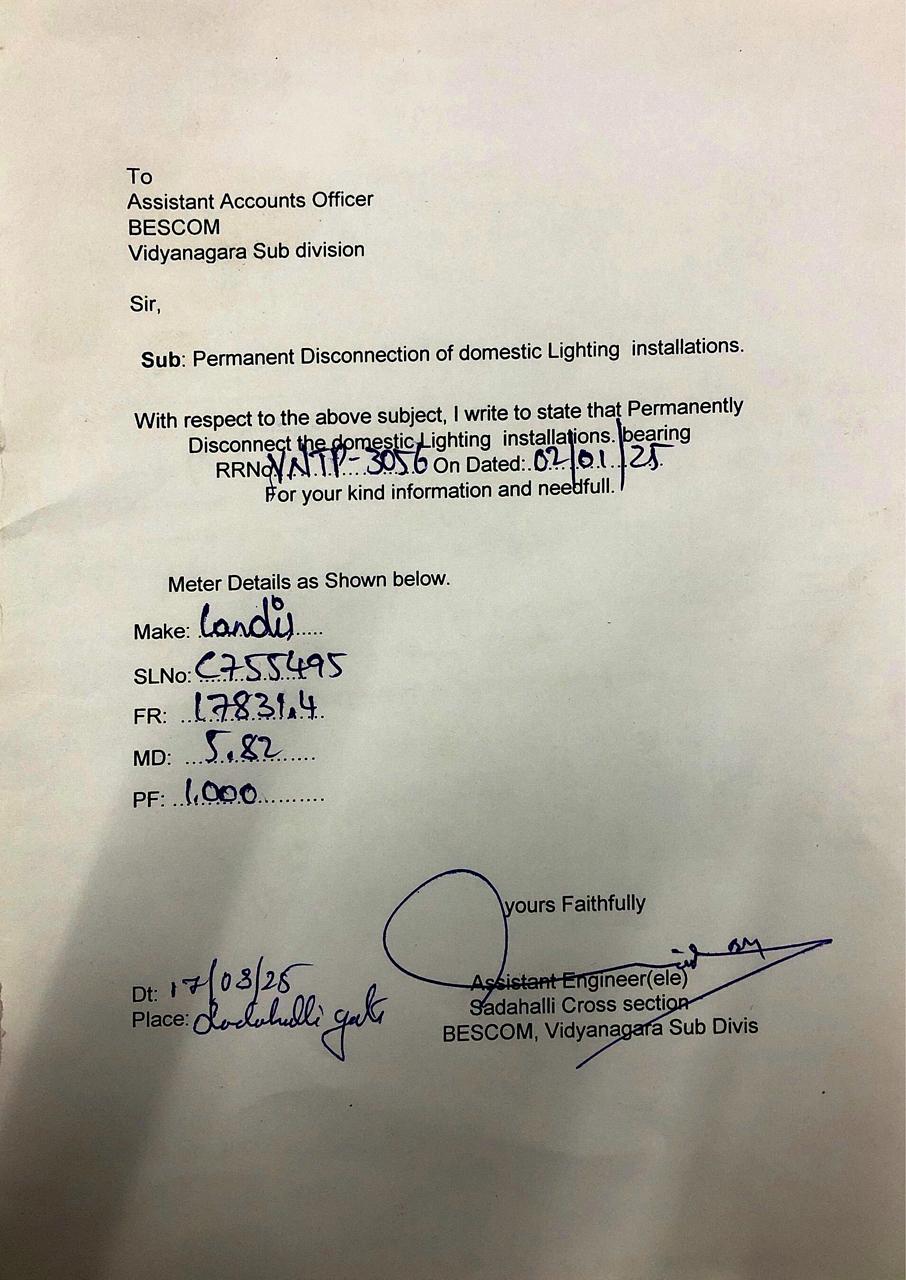 To
Assistant Accounts Officer
BESCOM
Vidyanagara Sub division
Sir,
Sub: Permanent Disconnection of domestic Lighting installations.
With respect to the above subject, I write to state that Permanently
Disconnect the domestic Lighting installations. bearing
RRNo. VNTP-3056 On Dated:. 02/01/25
For your kind information and needfull.
Meter Details as Shown below.
Make: Landis
SLNo: C755495
FR: 17831.4
MD: 5.82
PF: 1.000
yours Faithfully
Assistant Engineer(ele)
Sadahalli Cross section
BESCOM, Vidyanagara Sub Divis
Dt: 17/03/25
Place: Sadahalli gate